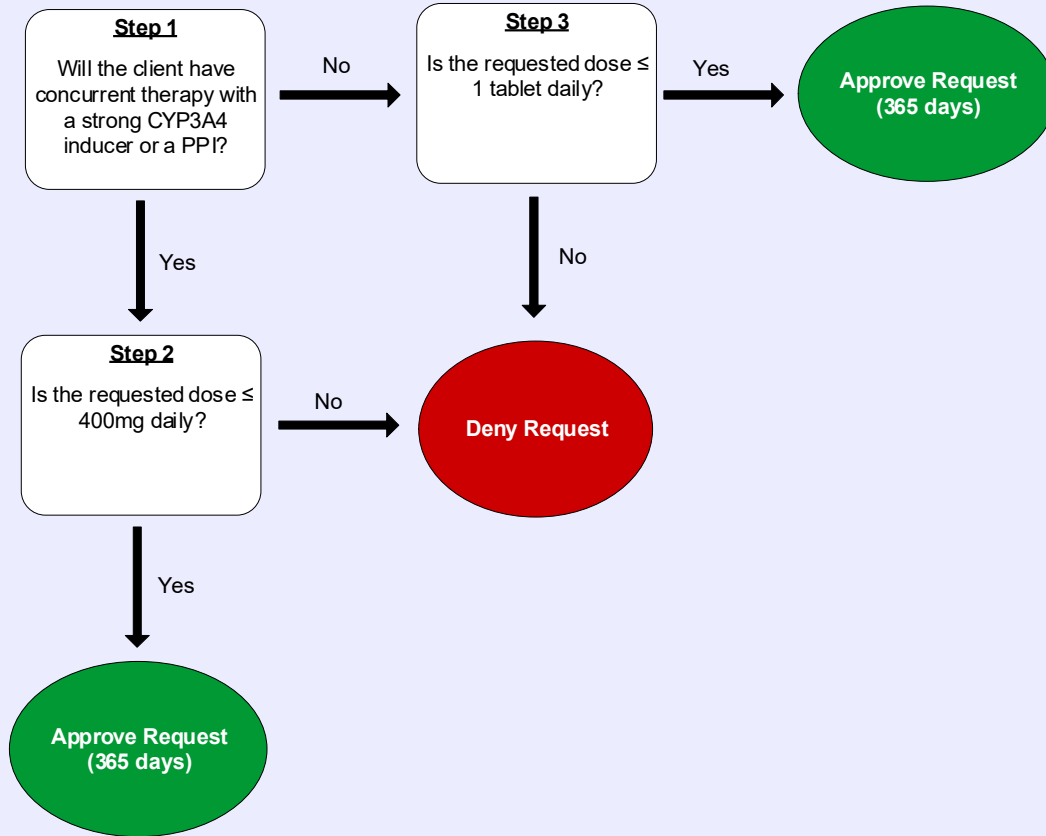 Step 1
Will the client have
concurrent therapy with
a strong CYP3A4
inducer or a PPI?
No
Step 3
Is the requested dose ≤
1 tablet daily?
Yes
Approve Request
(365 days)
Yes
No
Step 2
Is the requested dose ≤
400mg daily?
No
Deny Request
Yes
Approve Request
(365 days)